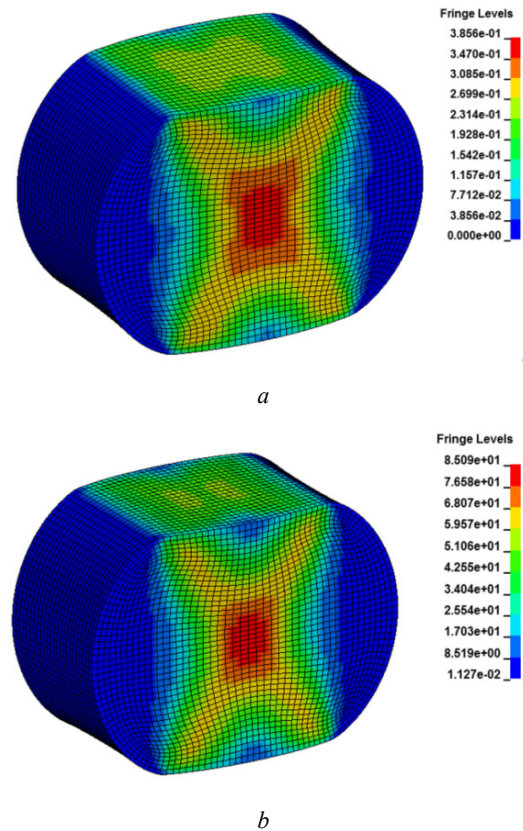 Fringe Levels
3.856e-01
3.470e-01
3.085e-01
2.699e-01
2.314e-01
1.928e-01
1.542e-01
1.157e-01
7.712e-02
3.856e-02
0.000e+00
a
Fringe Levels
8.509e+01
7.658e+01
6.807e+01
5.957e+01
5.106e+01
4.255e+01
3.404e+01
2.554e+01
1.703e+01
8.519e+00
1.127e-02
b